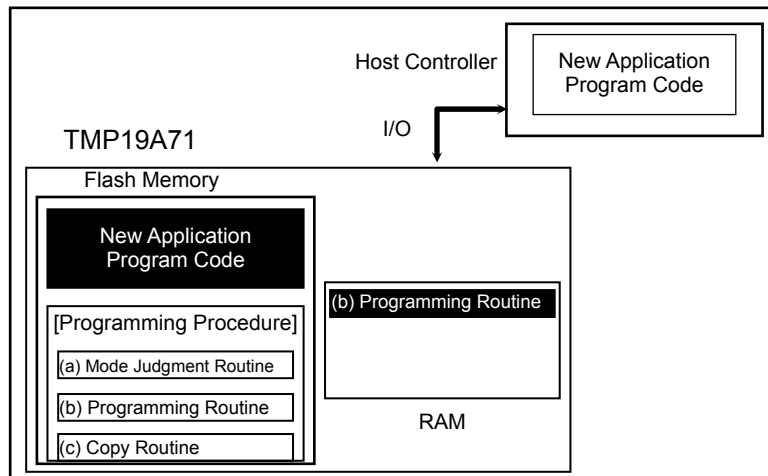 Host Controller
New Application
Program Code
I/O
TMP19A71
Flash Memory
New Application
Program Code
[Programming Procedure]
(a) Mode Judgment Routine
(b) Programming Routine
(c) Copy Routine
(b) Programming Routine
RAM